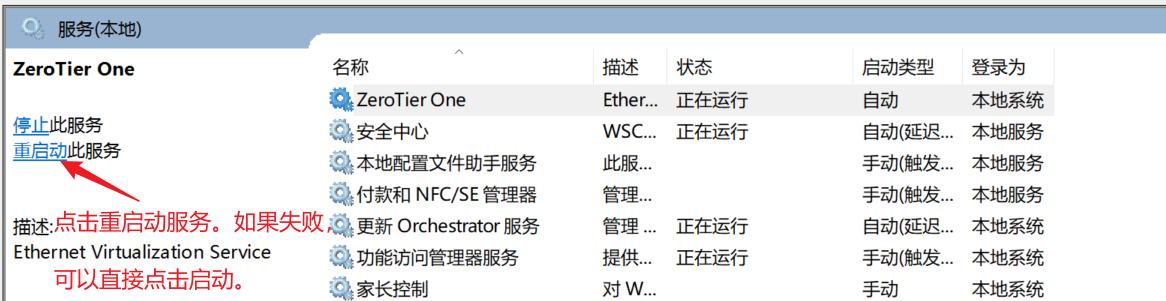 服务(本地)
ZeroTier One
停止此服务
重启动此服务
点击重启动服务。如果失败，
描述:
Ethernet Virtualization Service
可以直接点击启动。
名称 描述 状态 启动类型 登录为
ZeroTier One Ether... 正在运行 自动 本地系统
安全中心 WSC... 正在运行 自动(延迟... 本地服务
本地配置文件助手服务 此服... 手动(触发... 本地服务
付款和 NFC/SE 管理器 管理... 手动(触发... 本地服务
更新 Orchestrator 服务 管理 ... 正在运行 自动(延迟... 本地系统
功能访问管理器服务 提供... 正在运行 手动(触发... 本地系统
家长控制 对 W... 手动 本地系统